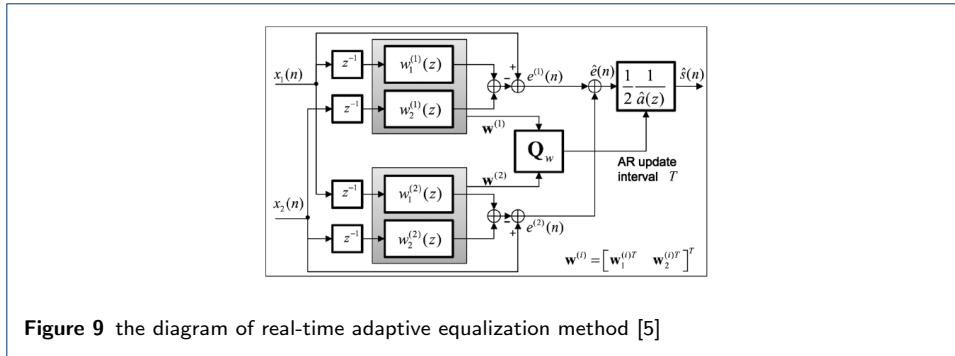 x₁(n)
z⁻¹
w₁⁽¹⁾(z)
z⁻¹
w₂⁽¹⁾(z)
+
−
e⁽¹⁾(n)
ê(n)
1/2 1/â(z)
ŝ(n)
w⁽¹⁾
Q_w
AR update
interval T
w⁽²⁾
x₂(n)
z⁻¹
w₁⁽²⁾(z)
z⁻¹
w₂⁽²⁾(z)
−
+
e⁽²⁾(n)
w⁽ⁱ⁾ = [w₁⁽ⁱ⁾ᵀ w₂⁽ⁱ⁾ᵀ]ᵀ
Figure 9 the diagram of real-time adaptive equalization method [5]